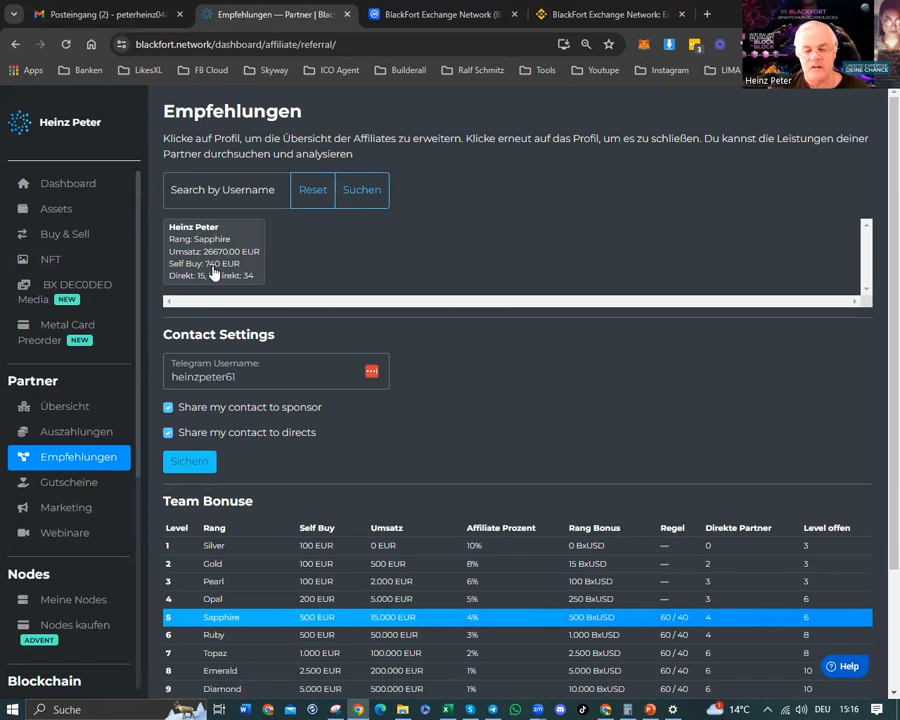 Posteingang (2) - peterheinz04
Empfehlungen — Partner | Blac
BlackFort Exchange Network (B
BlackFort Exchange Network: E
blackfort.network/dashboard/affiliate/referral/
Apps
Banken
LikesXL
FB Cloud
Skyway
ICO Agent
Builderall
Ralf Schmitz
Tools
Youtube
Instagram
LIMA
BLACKFORT
BLOCK
DEINE CHANCE
Heinz Peter
Heinz Peter
Dashboard
Assets
Buy & Sell
NFT
BX DEC0DED
Media NEW
Metal Card
Preorder NEW
Partner
Übersicht
Auszahlungen
Empfehlungen
Gutscheine
Marketing
Webinare
Nodes
Meine Nodes
Nodes kaufen
ADVENT
Blockchain
Empfehlungen
Klicke auf Profil, um die Übersicht der Affiliates zu erweitern. Klicke erneut auf das Profil, um es zu schließen. Du kannst die Leistungen deiner
Partner durchsuchen und analysieren
Search by Username Reset Suchen
Heinz Peter
Rang: Sapphire
Umsatz: 26670.00 EUR
Self Buy: 740 EUR
Direkt: 15, irekt: 34
Contact Settings
Telegram Username:
heinzpeter61
Share my contact to sponsor
Share my contact to directs
Sichern
Team Bonuse
Level Rang Self Buy Umsatz Affiliate Prozent Rang Bonus Regel Direkte Partner Level offen
1 Silver 100 EUR 0 EUR 10% 0 BxUSD — 0 3
2 Gold 100 EUR 500 EUR 8% 15 BxUSD — 2 3
3 Pearl 100 EUR 2.000 EUR 6% 100 BxUSD — 3 3
4 Opal 200 EUR 5.000 EUR 5% 250 BxUSD — 3 6
5 Sapphire 500 EUR 15.000 EUR 4% 500 BxUSD 60 / 40 4 6
6 Ruby 500 EUR 50.000 EUR 3% 1.000 BxUSD 60 / 40 4 8
7 Topaz 1.000 EUR 100.000 EUR 2% 2.500 BxUSD 60 / 40 6 8
8 Emerald 2.500 EUR 200.000 EUR 1% 5.000 BxUSD 60 / 40 6 10
9 Diamond 5.000 EUR 500.000 EUR 1% 10.000 BxUSD 60 / 40 6 10
Help
Suche
14°C
DEU
15:16